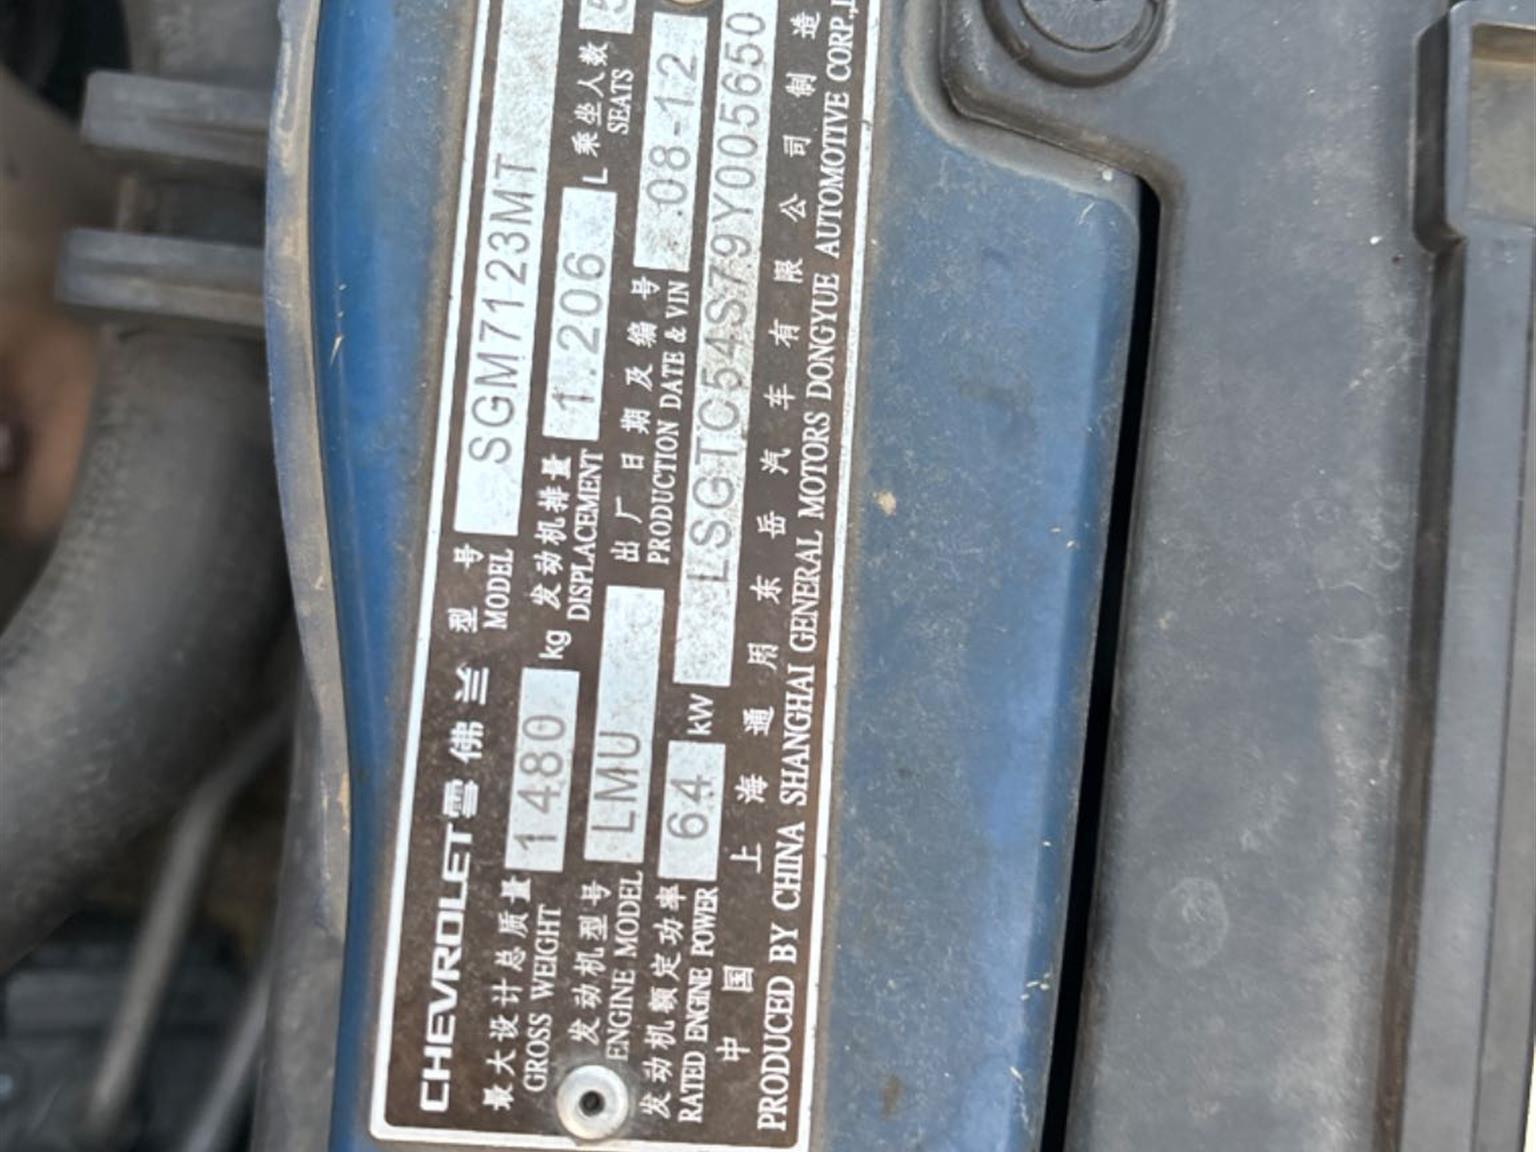 CHEVROLET 雪佛兰 型号 MODEL SGM7123MT
最大设计总质量 GROSS WEIGHT 1480 kg 发动机排量 DISPLACEMENT 1.206 L 乘坐人数 SEATS 5
发动机型号 ENGINE MODEL LMU 出厂日期及编号 PRODUCTION DATE & VIN 08-12
发动机额定功率 RATED ENGINE POWER 64 kW LSGTC54S79Y005650
中国上海通用东岳汽车有限公司制造
PRODUCED BY CHINA SHANGHAI GENERAL MOTORS DONGYUE AUTOMOTIVE CORP.,